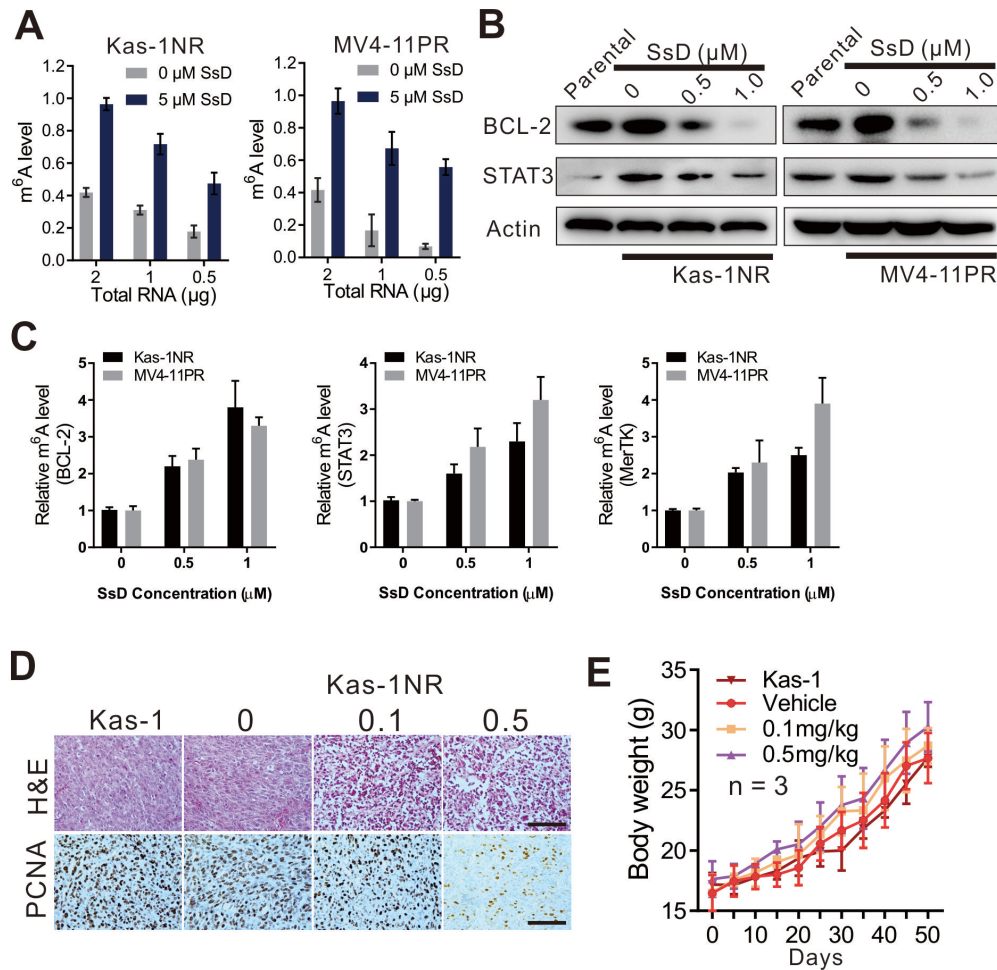 A
Kas-1NR
0 µM SsD
5 µM SsD
m⁶A level
1.0
0.8
0.6
0.4
0.2
0.0
2 1 0.5
Total RNA (µg)
MV4-11PR
0 µM SsD
5 µM SsD
m⁶A level
1.2
1.0
0.8
0.6
0.4
0.2
0.0
2 1 0.5
Total RNA (µg)
B
Parental SsD (µM) 0 0.5 1.0
Parental SsD (µM) 0 0.5 1.0
BCL-2
STAT3
Actin
Kas-1NR
MV4-11PR
C
Kas-1NR
MV4-11PR
Relative m⁶A level
(BCL-2)
5
4
3
2
1
0
0 0.5 1
SsD Concentration (µM)
Kas-1NR
MV4-11PR
Relative m⁶A level
(STAT3)
4
3
2
1
0
0 0.5 1
SsD Concentration (µM)
Kas-1NR
MV4-11PR
Relative m⁶A level
(MerTK)
5
4
3
2
1
0
0 0.5 1
SsD Concentration (µM)
D
Kas-1NR
Kas-1 0 0.1 0.5
H&E
PCNA
E
Kas-1
Vehicle
0.1mg/kg
0.5mg/kg
n = 3
Body weight (g)
35
30
25
20
15
0 10 20 30 40 50
Days